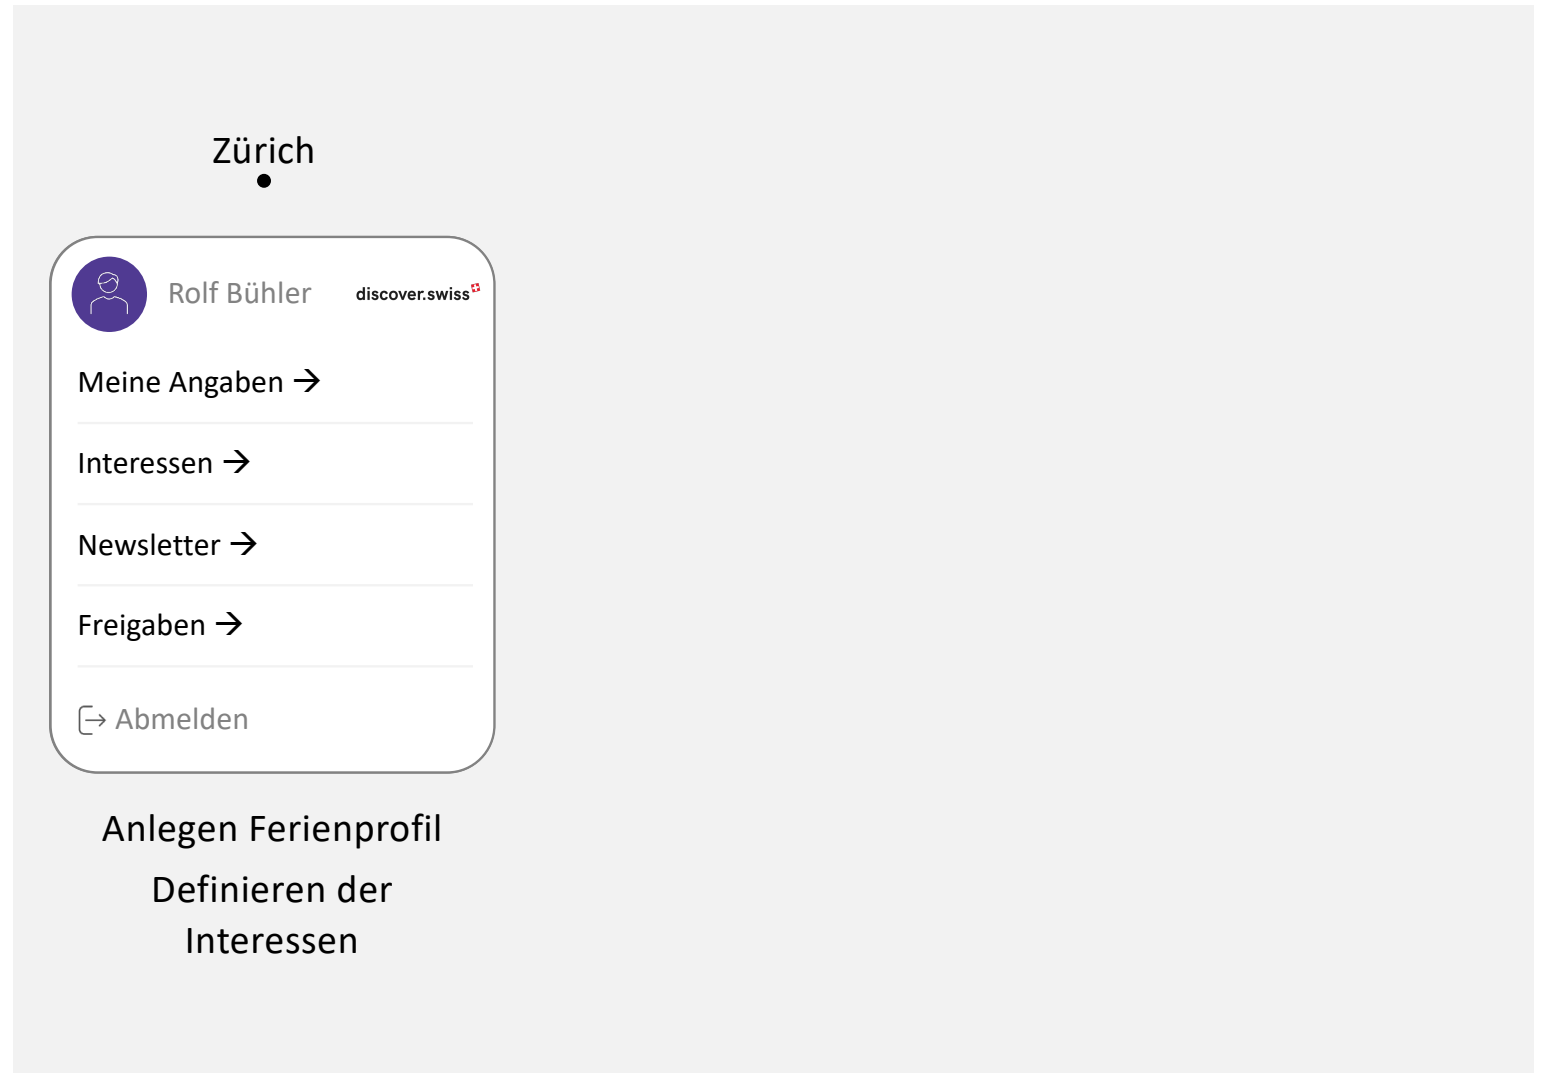 Zürich
Rolf Bühler discover.swiss
Meine Angaben →
Interessen →
Newsletter →
Freigaben →
Abmelden
Anlegen Ferienprofil
Definieren der
Interessen